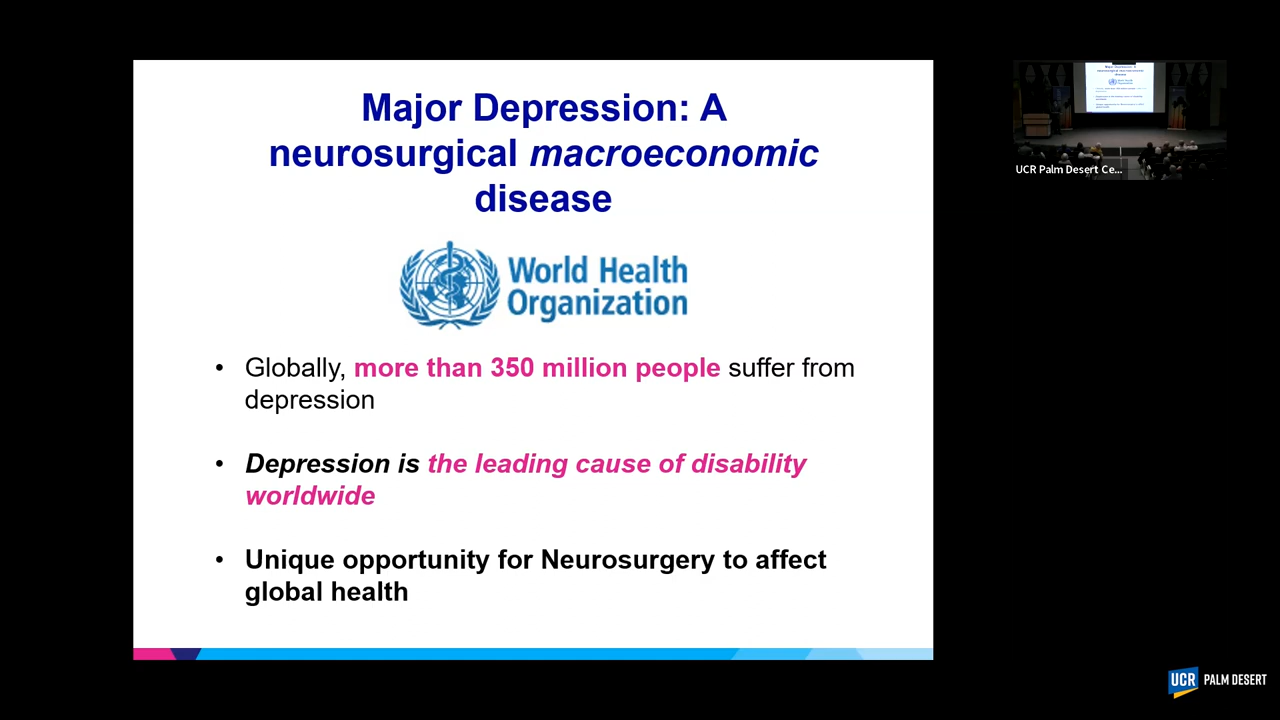 Major Depression: A
neurosurgical macroeconomic
disease
World Health
Organization
• Globally, more than 350 million people suffer from
depression
• Depression is the leading cause of disability
worldwide
• Unique opportunity for Neurosurgery to affect
global health
UCR Palm Desert Ce...
UCR PALM DESERT